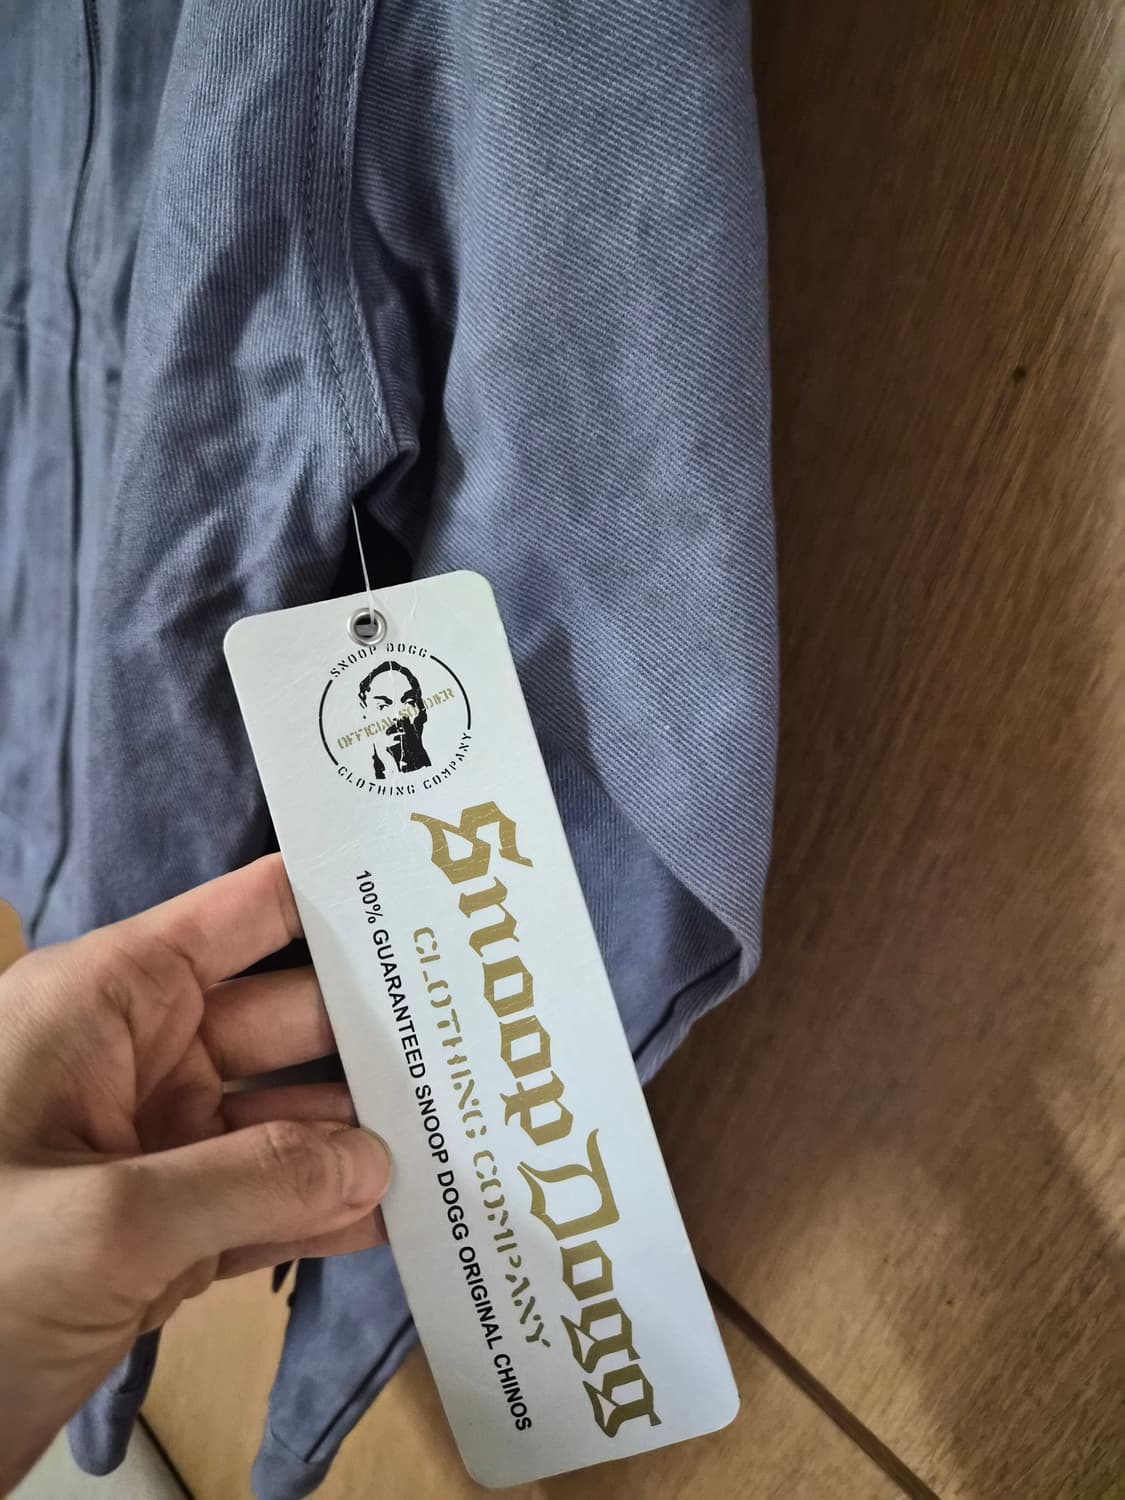 SNOOP DOGG
OFFICIAL SOLDIER
CLOTHING COMPANY
Snoop Dogg
CLOTHING COMPANY
100% GUARANTEED SNOOP DOGG ORIGINAL CHINOS